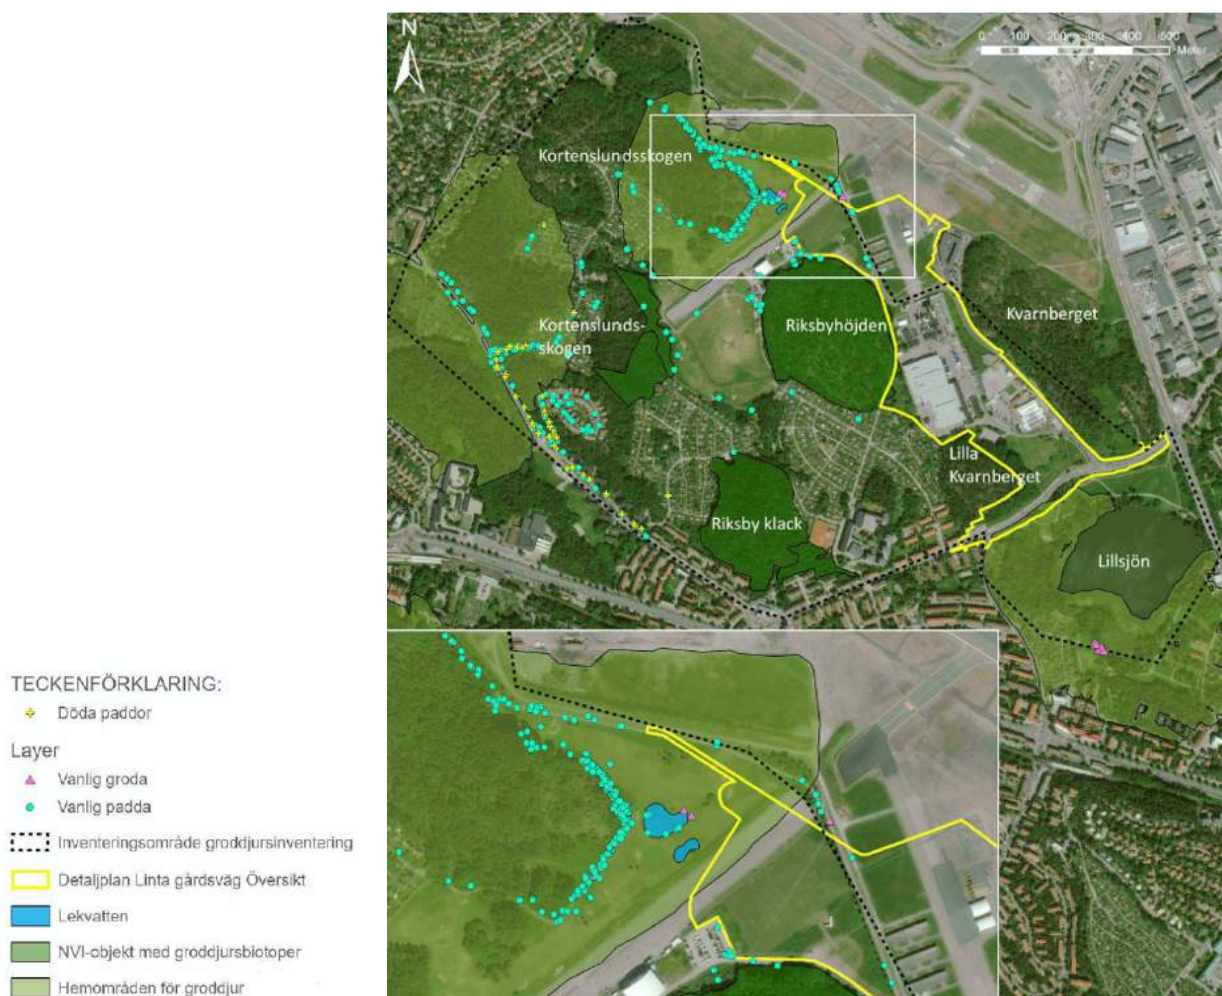 N
0 100 200 300 400 500
Meter
Kortenslundsskogen
Kortenslunds-
skogen
Riksbyhöjden
Kvarnberget
Lilla
Kvarnberget
Riksby klack
Lillsjön
TECKENFÖRKLARING:
Döda paddor
Layer
Vanlig groda
Vanlig padda
Inventeringsområde groddjursinventering
Detaljplan Linta gårdsväg Översikt
Lekvatten
NVI-objekt med groddjursbiotoper
Hemområden för groddjur